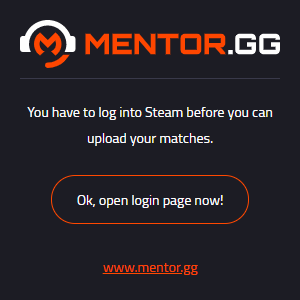 MENTOR.GG
You have to log into Steam before you can
upload your matches.
Ok, open login page now!
www.mentor.gg